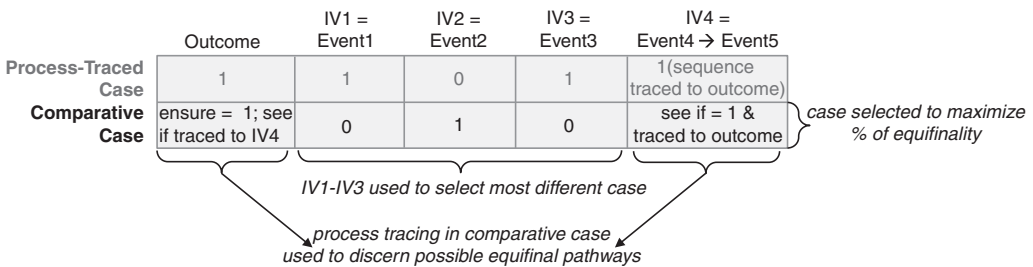 Outcome
IV1 =
Event1
IV2 =
Event2
IV3 =
Event3
IV4 =
Event4 → Event5
Process-Traced
Case
1
1
0
1
1(sequence
traced to outcome)
Comparative
Case
ensure = 1; see
if traced to IV4
0
1
0
see if = 1 &
traced to outcome
case selected to maximize
% of equifinality
IV1-IV3 used to select most different case
process tracing in comparative case
used to discern possible equifinal pathways